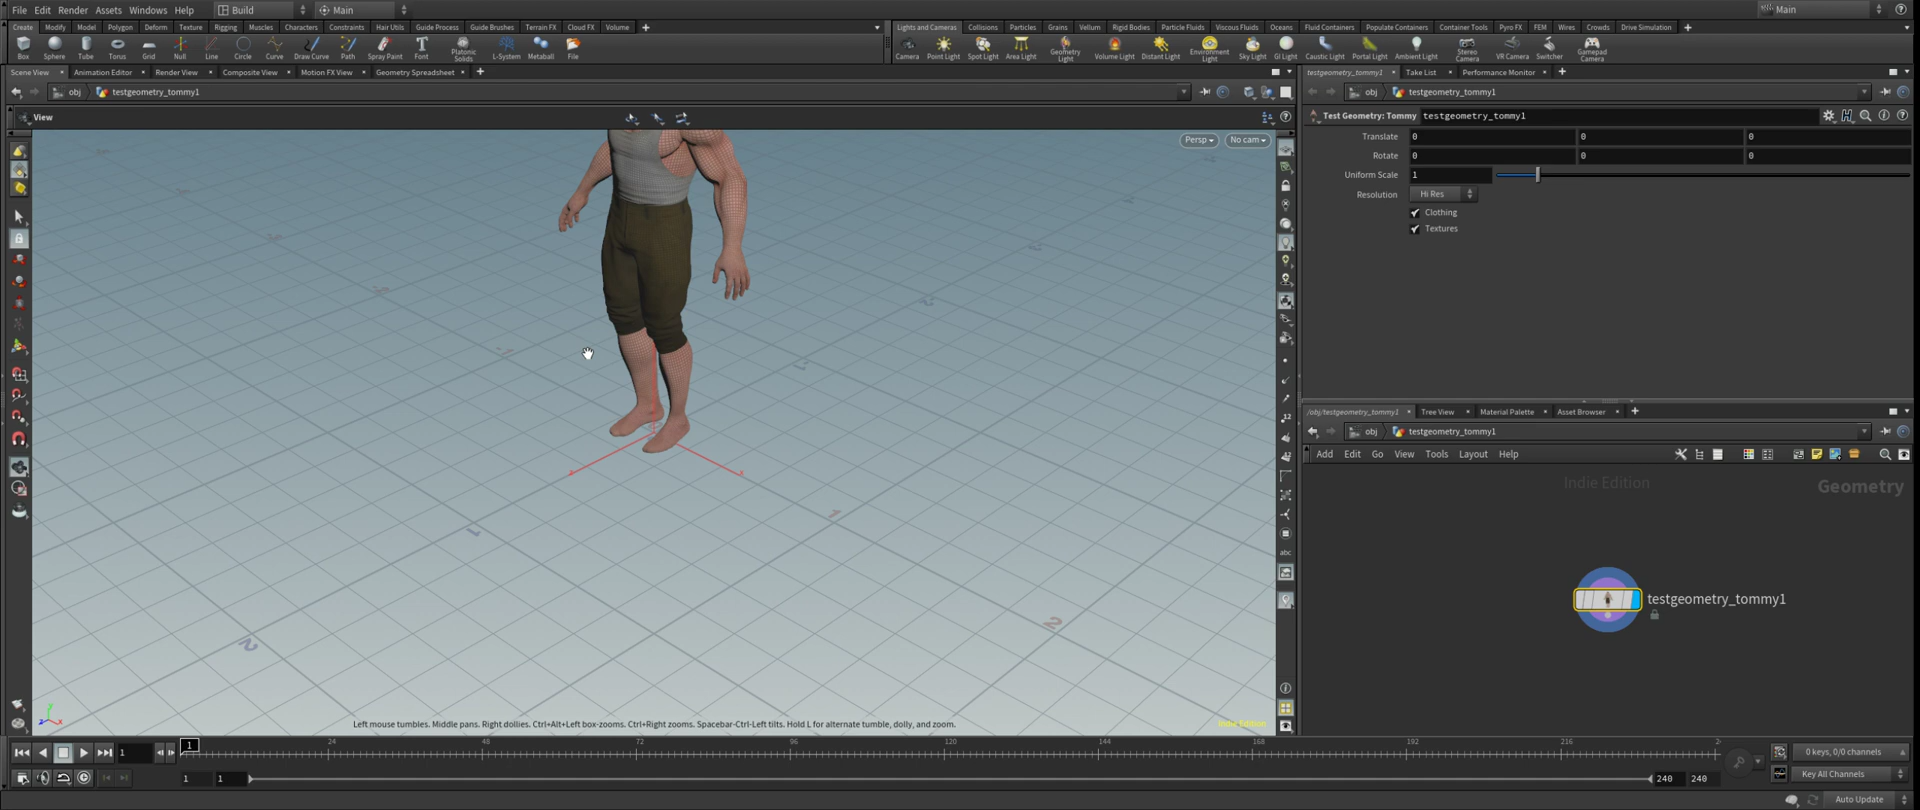 File Edit Render Assets Windows Help Build Main Main
Create Modify Model Polygon Deform Texture Rigging Muscles Characters Constraints Hair Utils Guide Process Guide Brushes Terrain FX Cloud FX Volume
Lights and Cameras Collisions Particles Grains Vellum Rigid Bodies Particle Fluids Viscous Fluids Oceans Fluid Containers Populate Containers Container Tools Pyro FX FEM Wires Crowds Drive Simulation
Box Sphere Tube Torus Grid Null Line Circle Curve Draw Curve Path Spray Paint Font Platonic Solids L-System Metaball File
Camera Point Light Spot Light Area Light Geometry Light Volume Light Distant Light Environment Light Sky Light GI Light Caustic Light Portal Light Ambient Light Stereo Camera VR Camera Switcher Gamepad Camera
Scene View Animation Editor Render View Composite View Motion FX View Geometry Spreadsheet
testgeometry_tommy1 Take List Performance Monitor
obj testgeometry_tommy1
obj testgeometry_tommy1
View
Test Geometry: Tommy testgeometry_tommy1
Persp No cam
Translate 0 0 0
Rotate 0 0 0
Uniform Scale 1
Resolution Hi Res
Clothing
Textures
/obj/testgeometry_tommy1 Tree View Material Palette Asset Browser
obj testgeometry_tommy1
Add Edit Go View Tools Layout Help
Indie Edition Geometry
testgeometry_tommy1
1 1
2 2
abc
Left mouse tumbles. Middle pans. Right dollies. Ctrl+Alt+Left box-zooms. Ctrl+Right zooms. Spacebar-Ctrl-Left tilts. Hold L for alternate tumble, dolly, and zoom.
Indie Edition
1 1 24 48 72 96 120 144 168 192 216
0 keys, 0/0 channels
1 1 240 240
Key All Channels
Auto Update